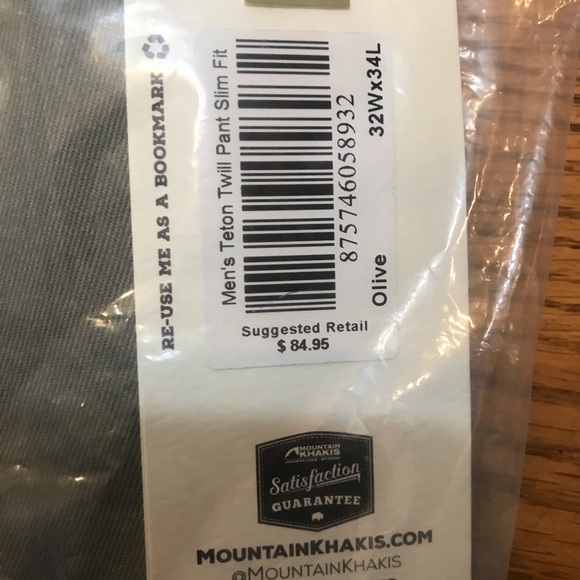 RE-USE ME AS A BOOKMARK
Men's Teton Twill Pant Slim Fit
875746058932
Olive 32Wx34L
Suggested Retail
$ 84.95
MOUNTAIN
KHAKIS
Satisfaction
GUARANTEE
MOUNTAINKHAKIS.COM
@MOUNTAINKHAKIS